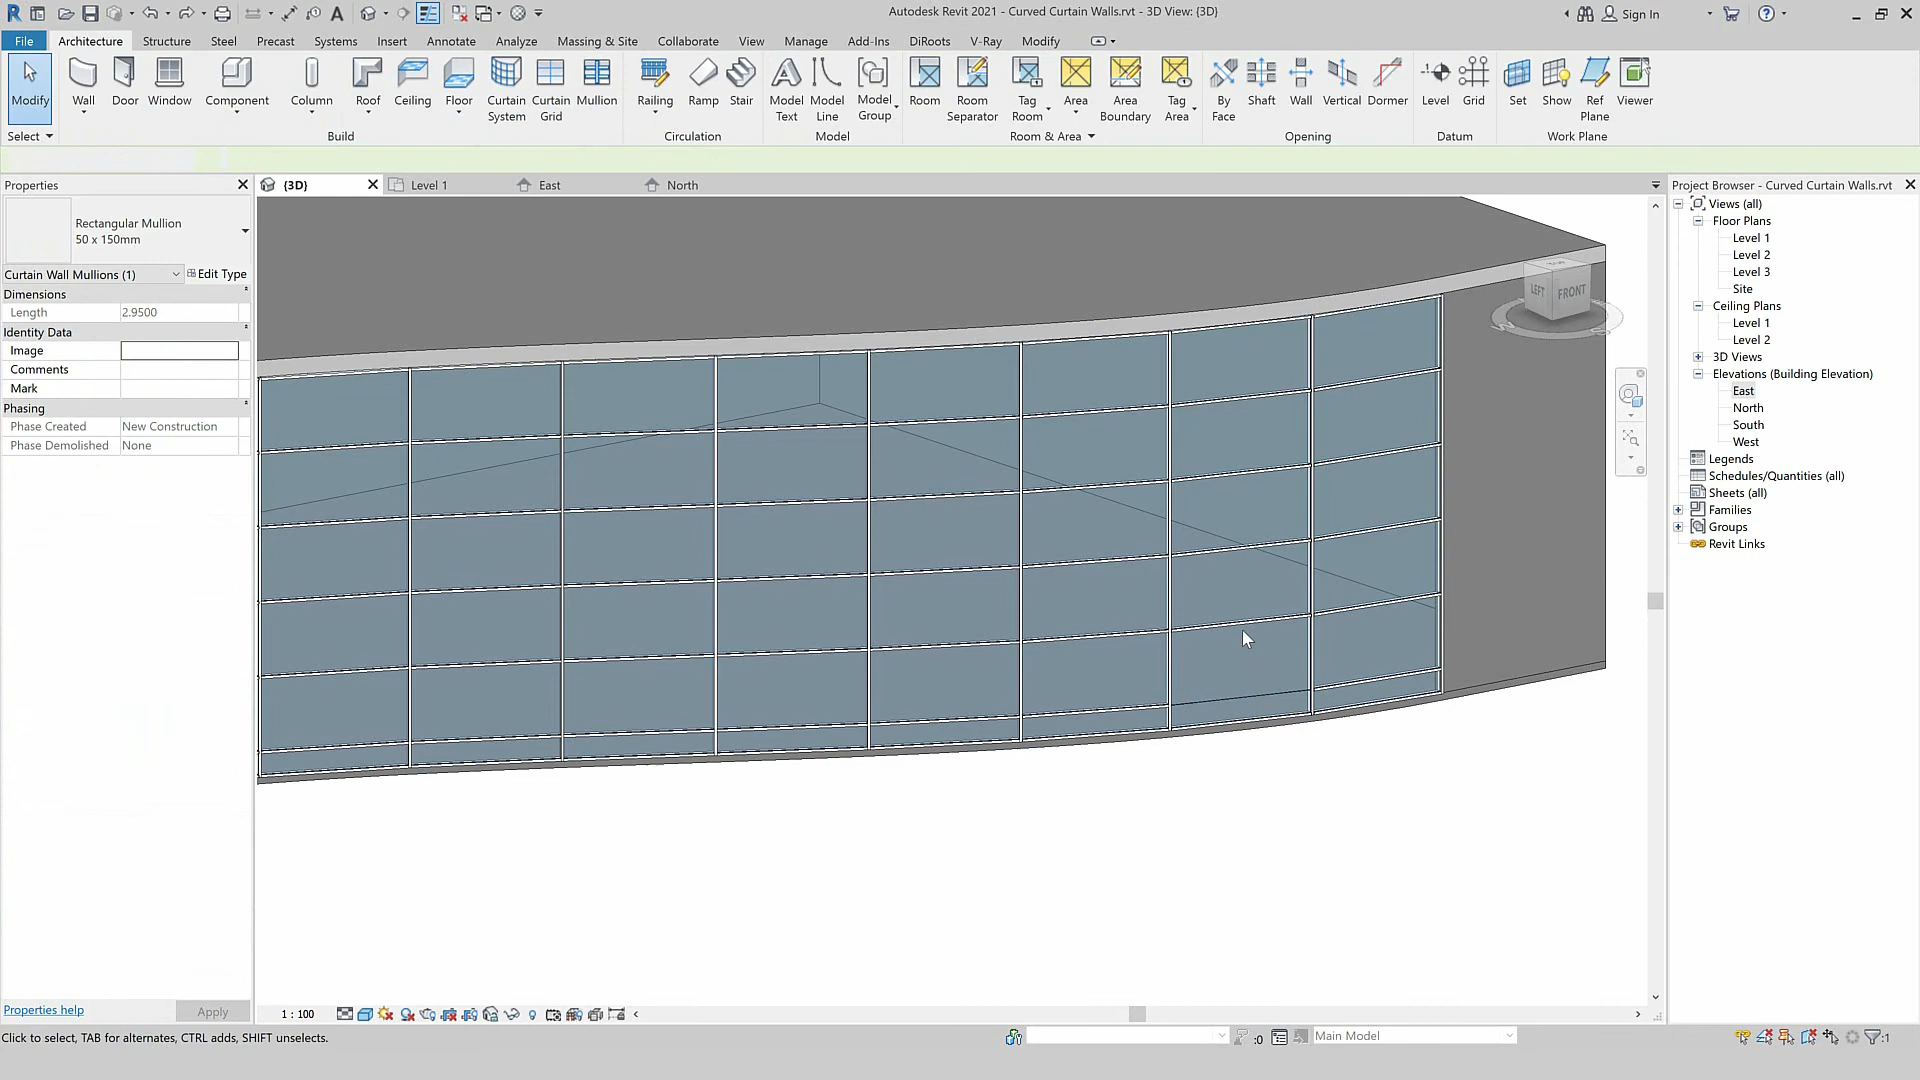 Autodesk Revit 2021 - Curved Curtain Walls.rvt - 3D View: {3D}
Sign In
File
Architecture
Structure
Steel
Precast
Systems
Insert
Annotate
Analyze
Massing & Site
Collaborate
View
Manage
Add-Ins
DiRoots
V-Ray
Modify
Modify
Wall
Door
Window
Component
Column
Roof
Ceiling
Floor
Curtain System
Curtain Grid
Mullion
Railing
Ramp
Stair
Model Text
Model Line
Model Group
Room
Room Separator
Tag Room
Area
Area Boundary
Tag Area
By Face
Shaft
Wall
Vertical
Dormer
Level
Grid
Set
Show
Ref Plane
Viewer
Select
Build
Circulation
Model
Room & Area
Opening
Datum
Work Plane
Properties
{3D}
Level 1
East
North
Project Browser - Curved Curtain Walls.rvt
Rectangular Mullion
50 x 150mm
Curtain Wall Mullions (1)
Edit Type
Dimensions
Length 2.9500
Identity Data
Image
Comments
Mark
Phasing
Phase Created New Construction
Phase Demolished None
Properties help
Apply
LEFT
FRONT
Views (all)
Floor Plans
Level 1
Level 2
Level 3
Site
Ceiling Plans
Level 1
Level 2
3D Views
Elevations (Building Elevation)
East
North
South
West
Legends
Schedules/Quantities (all)
Sheets (all)
Families
Groups
Revit Links
1 : 100
Click to select, TAB for alternates, CTRL adds, SHIFT unselects.
:0
Main Model
:1